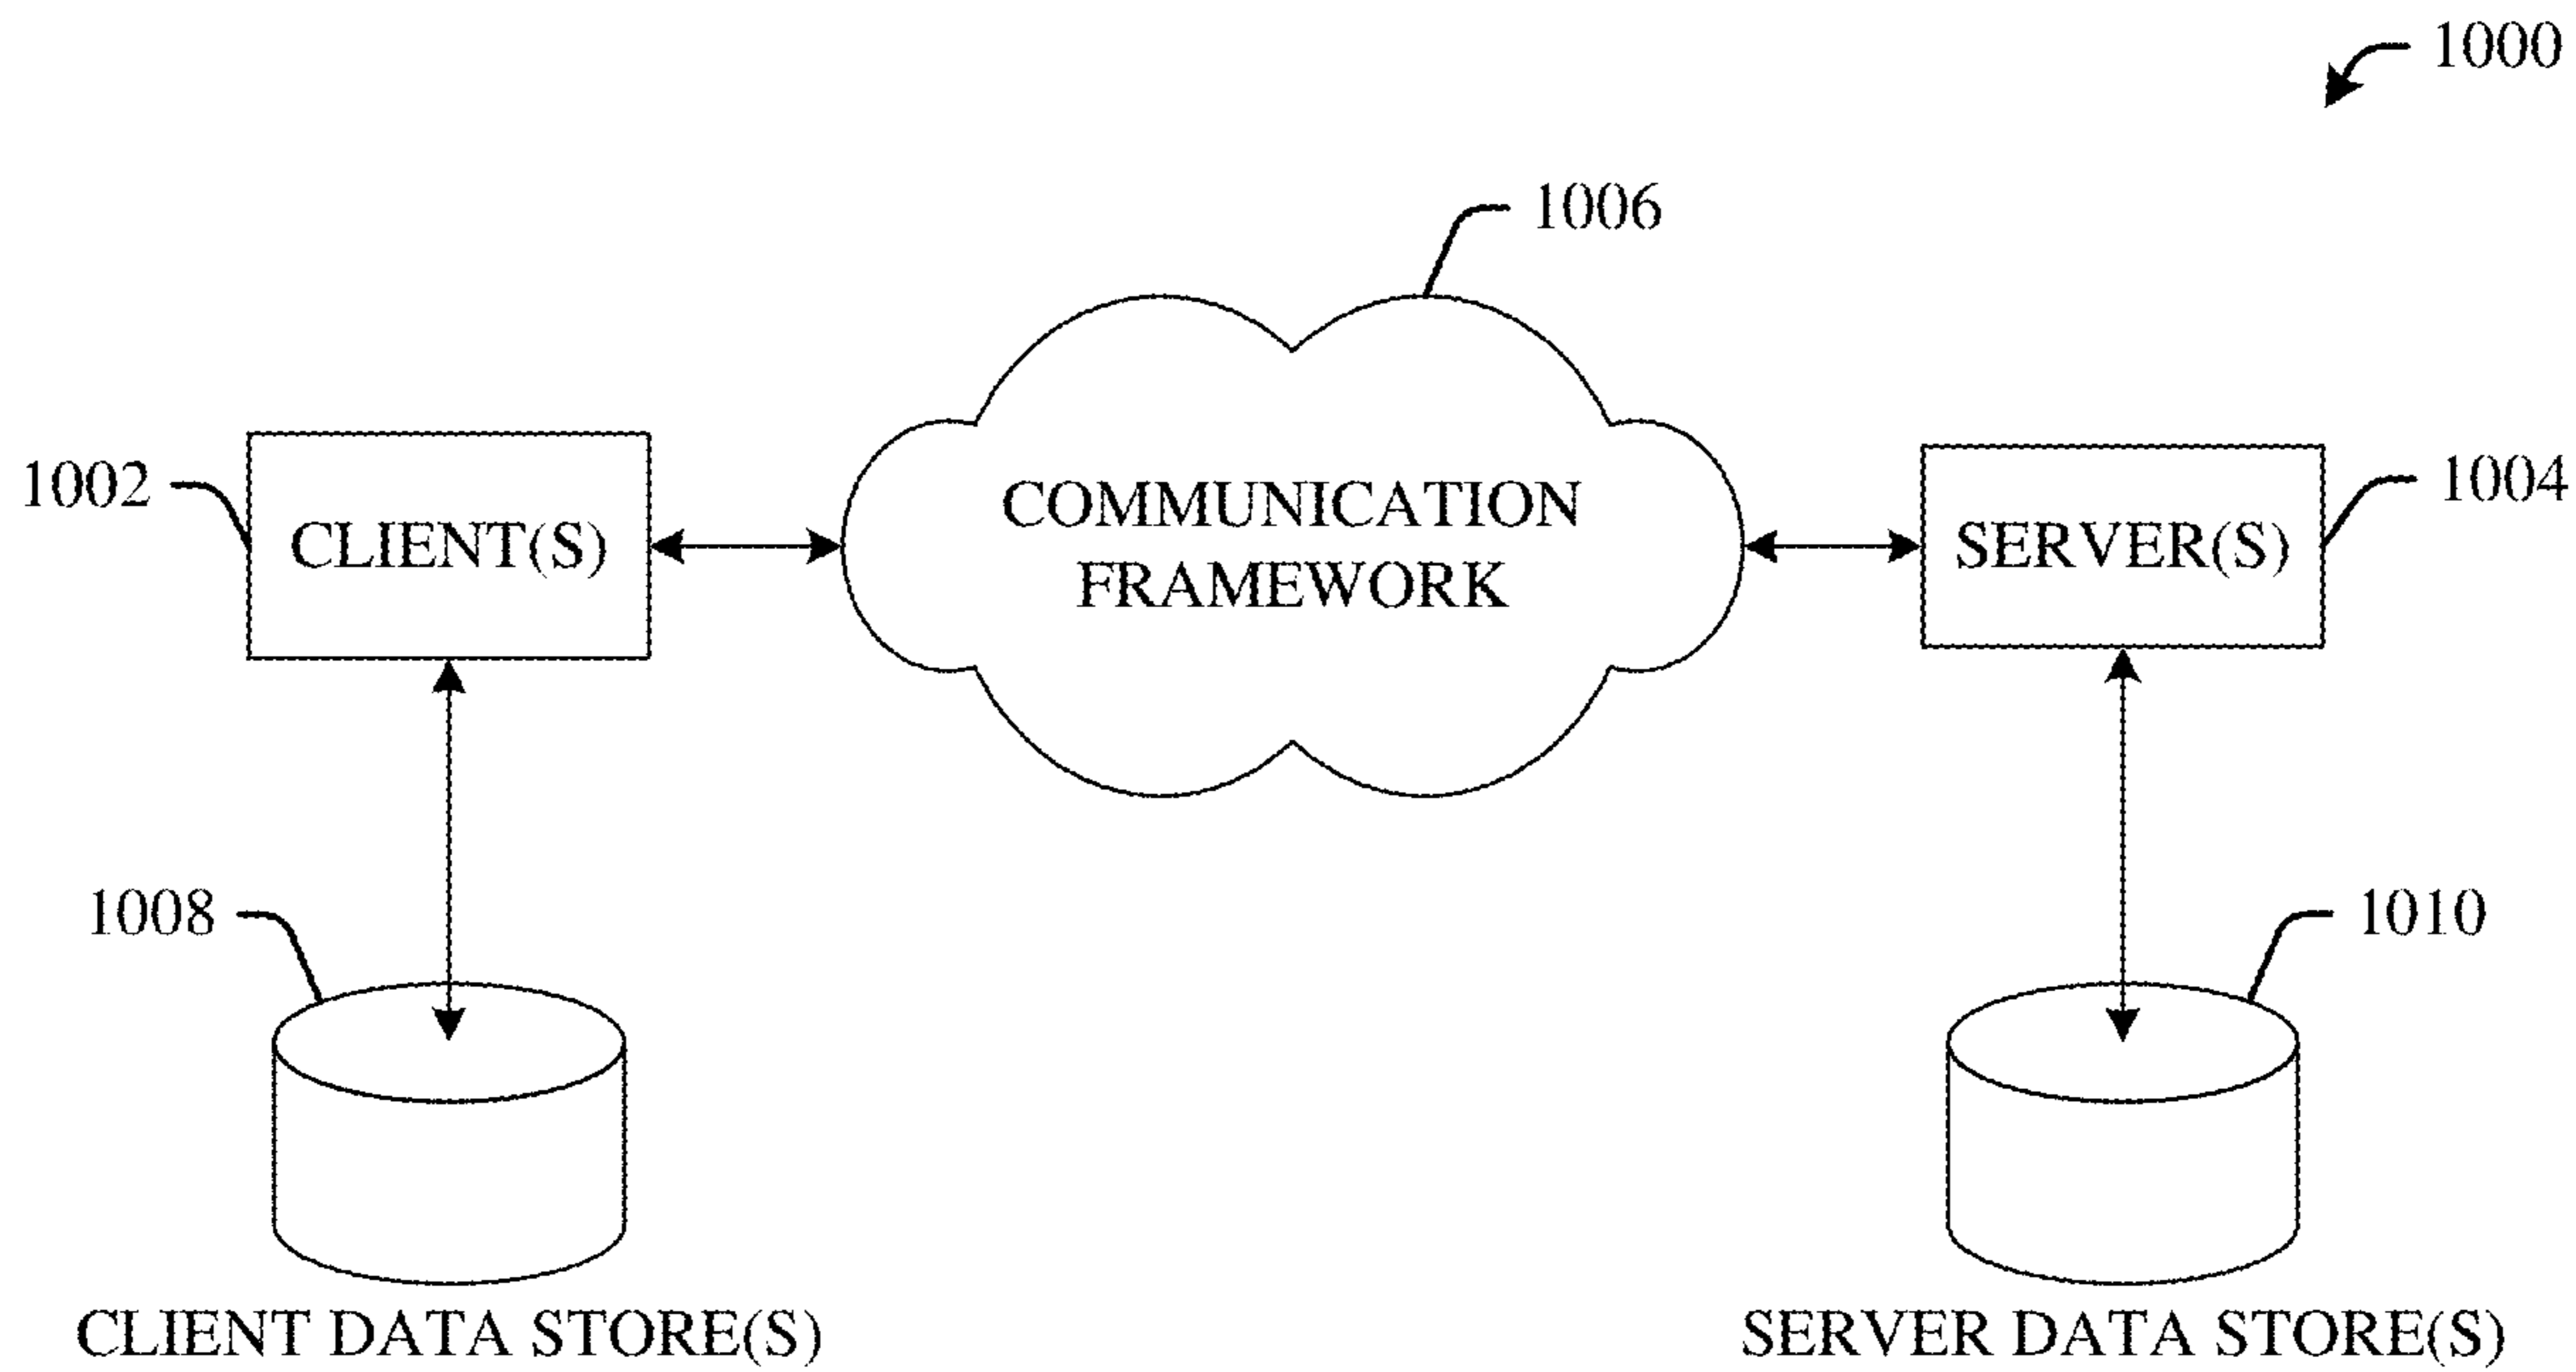 1000
1006
1002
CLIENT(S)
COMMUNICATION
FRAMEWORK
SERVER(S)
1004
1008
1010
CLIENT DATA STORE(S)
SERVER DATA STORE(S)